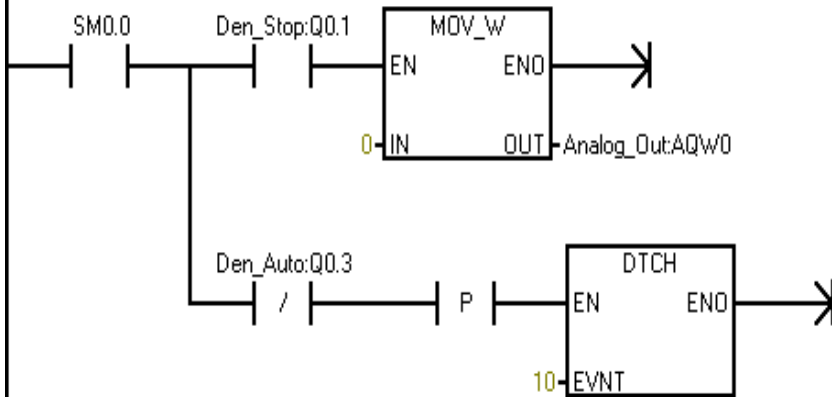 SM0.0 Den_Stop:Q0.1 MOV_W
EN ENO
0 IN OUT Analog_Out:AQW0
Den_Auto:Q0.3 DTCH
/ P EN ENO
10 EVNT